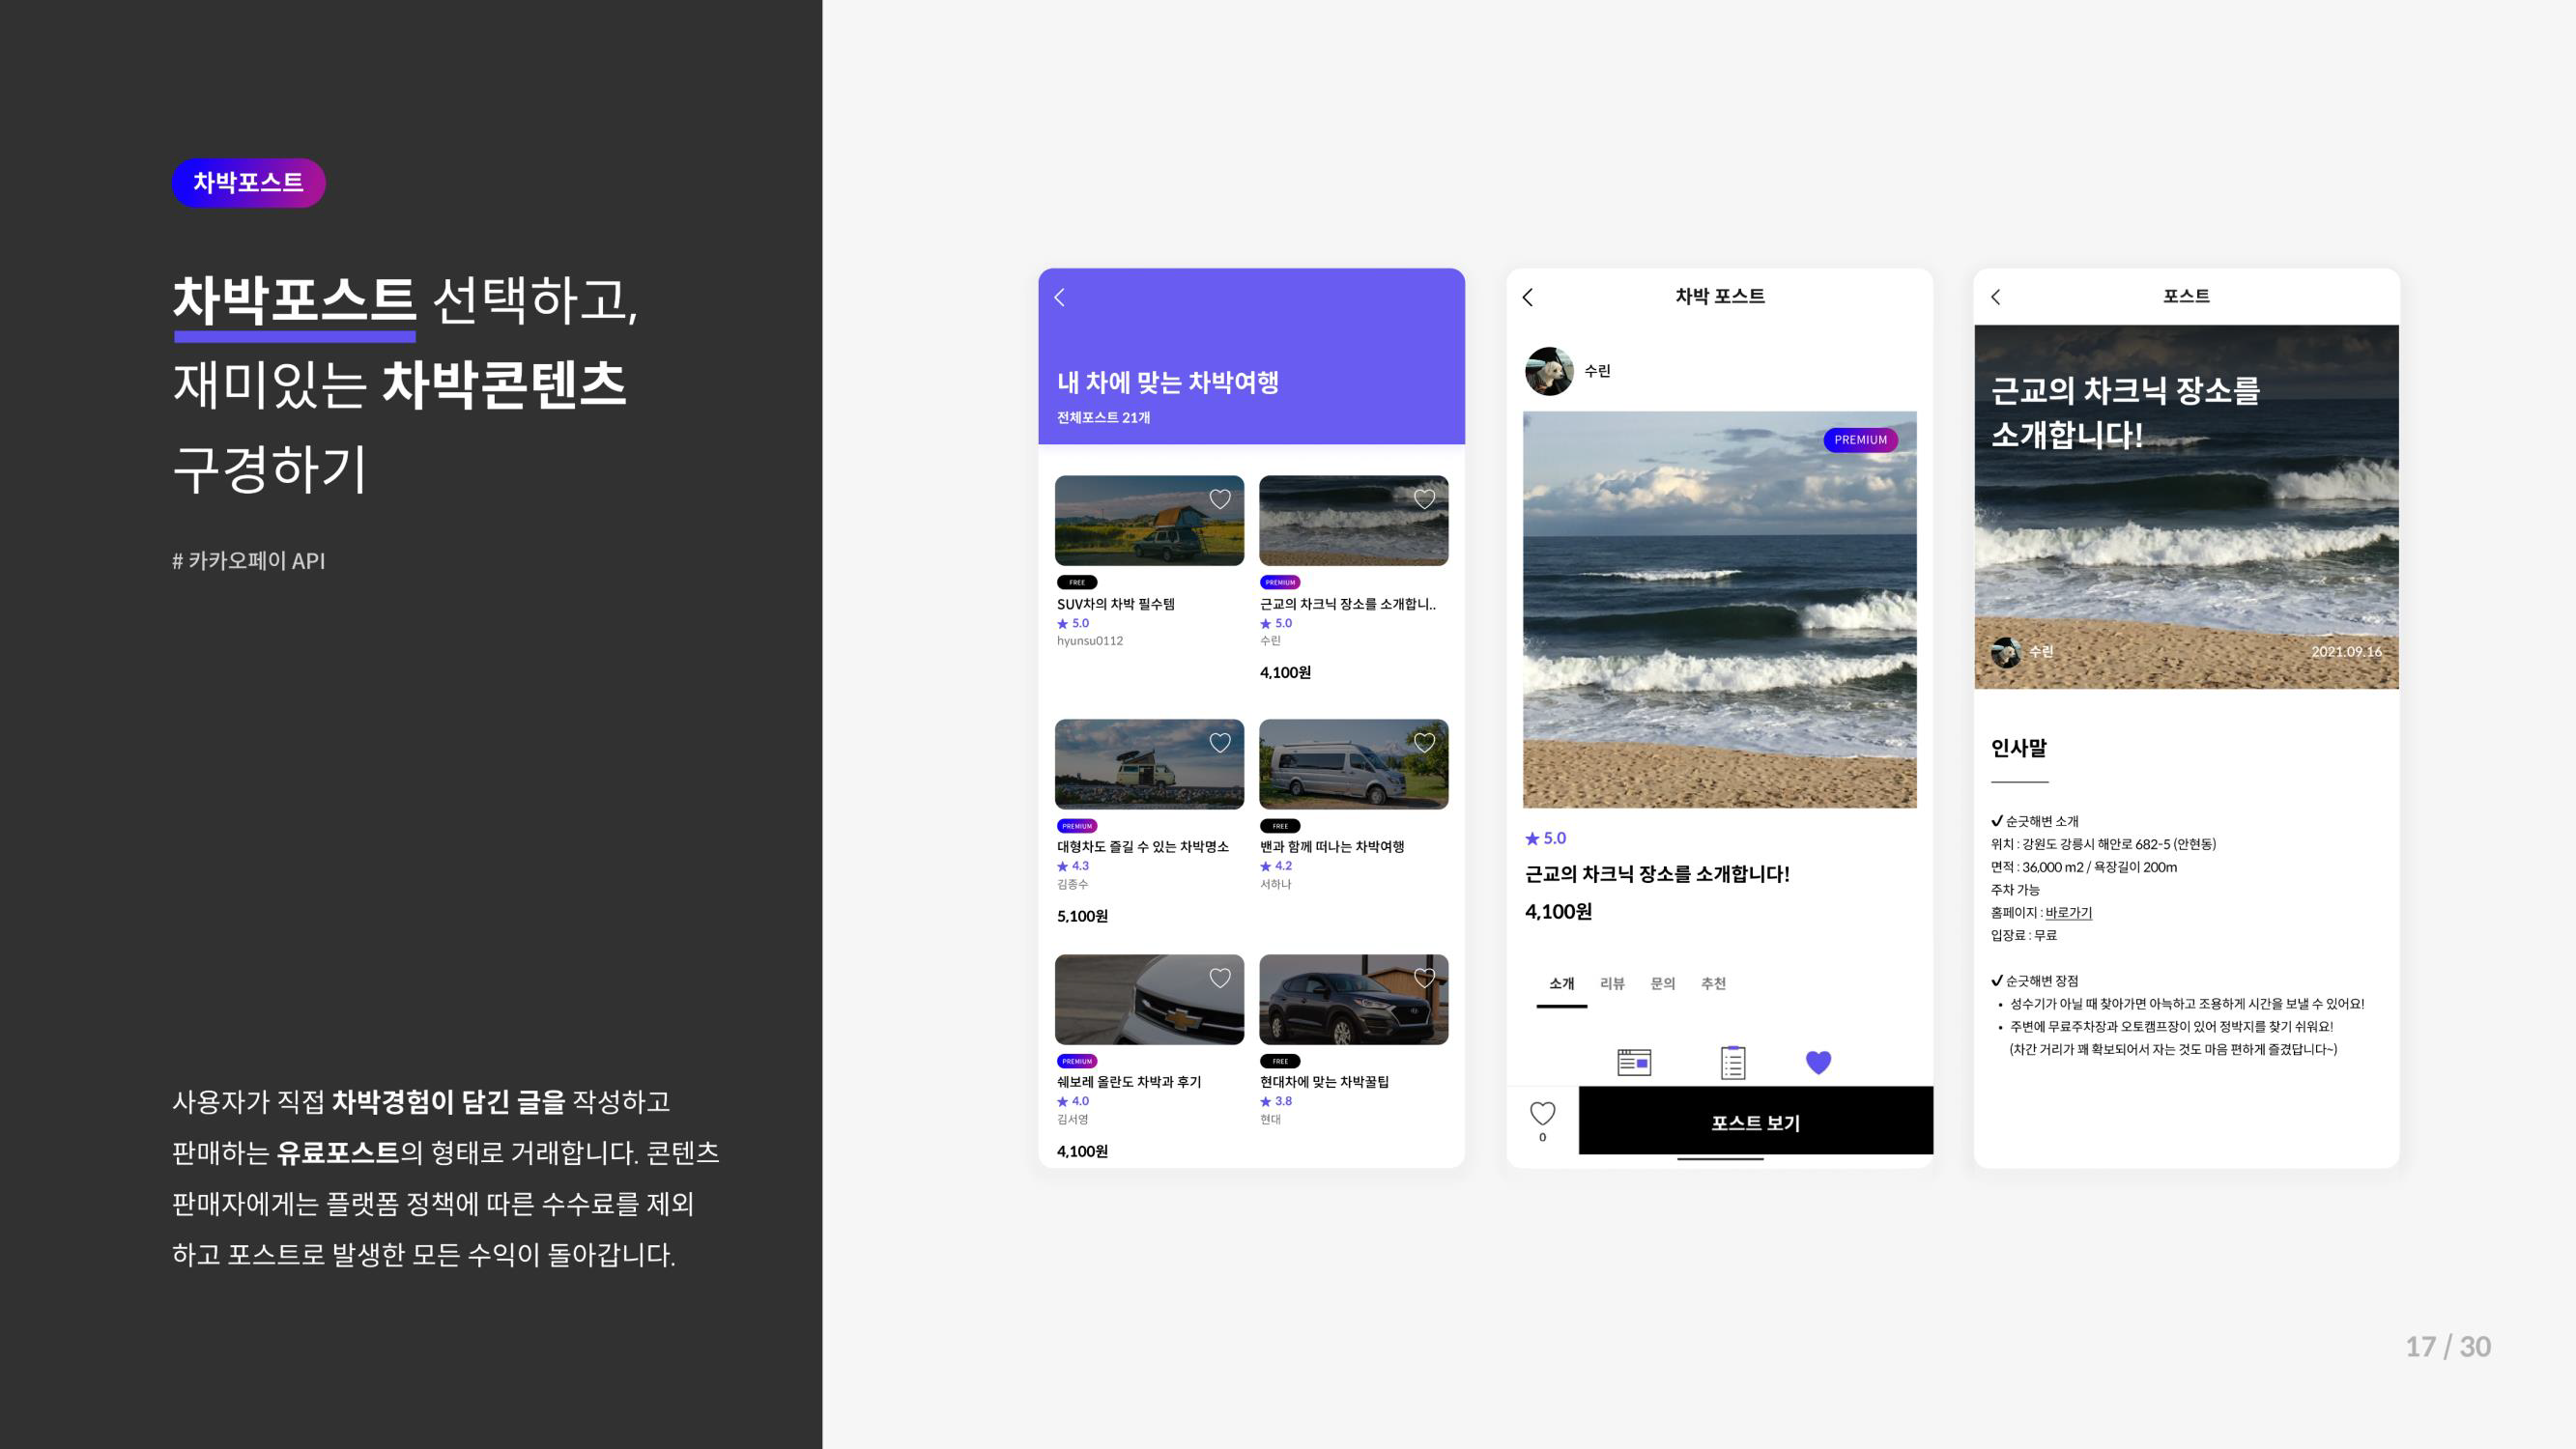 차박포스트
차박포스트 선택하고,
재미있는 차박콘텐츠
구경하기
# 카카오페이 API
사용자가 직접 차박경험이 담긴 글을 작성하고
판매하는 유료포스트의 형태로 거래합니다. 콘텐츠
판매자에게는 플랫폼 정책에 따른 수수료를 제외
하고 포스트로 발생한 모든 수익이 돌아갑니다.
내 차에 맞는 차박여행
전체포스트 21개
FREE
SUV차의 차박 필수템
★ 5.0
hyunsu0112
PREMIUM
근교의 차크닉 장소를 소개합니..
★ 5.0
수린
4,100원
PREMIUM
대형차도 즐길 수 있는 차박명소
★ 4.3
김종수
5,100원
FREE
밴과 함께 떠나는 차박여행
★ 4.2
서하나
PREMIUM
쉐보레 올란도 차박과 후기
★ 4.0
김서영
4,100원
FREE
현대차에 맞는 차박꿀팁
★ 3.8
현대
차박 포스트
수린
PREMIUM
★ 5.0
근교의 차크닉 장소를 소개합니다!
4,100원
소개 리뷰 문의 추천
0
포스트 보기
포스트
근교의 차크닉 장소를
소개합니다!
수린 2021.09.16
인사말
✔ 순긋해변 소개
위치 : 강원도 강릉시 해안로 682-5 (안현동)
면적 : 36,000 m2 / 욕장길이 200m
주차 가능
홈페이지 : 바로가기
입장료 : 무료
✔ 순긋해변 장점
• 성수기가 아닐 때 찾아가면 아늑하고 조용하게 시간을 보낼 수 있어요!
• 주변에 무료주차장과 오토캠프장이 있어 정박지를 찾기 쉬워요!
(차간 거리가 꽤 확보되어서 자는 것도 마음 편하게 즐겼답니다~)
17 / 30